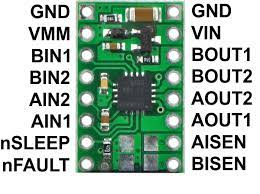 GND GND
VMM VIN
BIN1 BOUT1
BIN2 BOUT2
AIN2 AOUT2
AIN1 AOUT1
nSLEEP AISEN
nFAULT BISEN